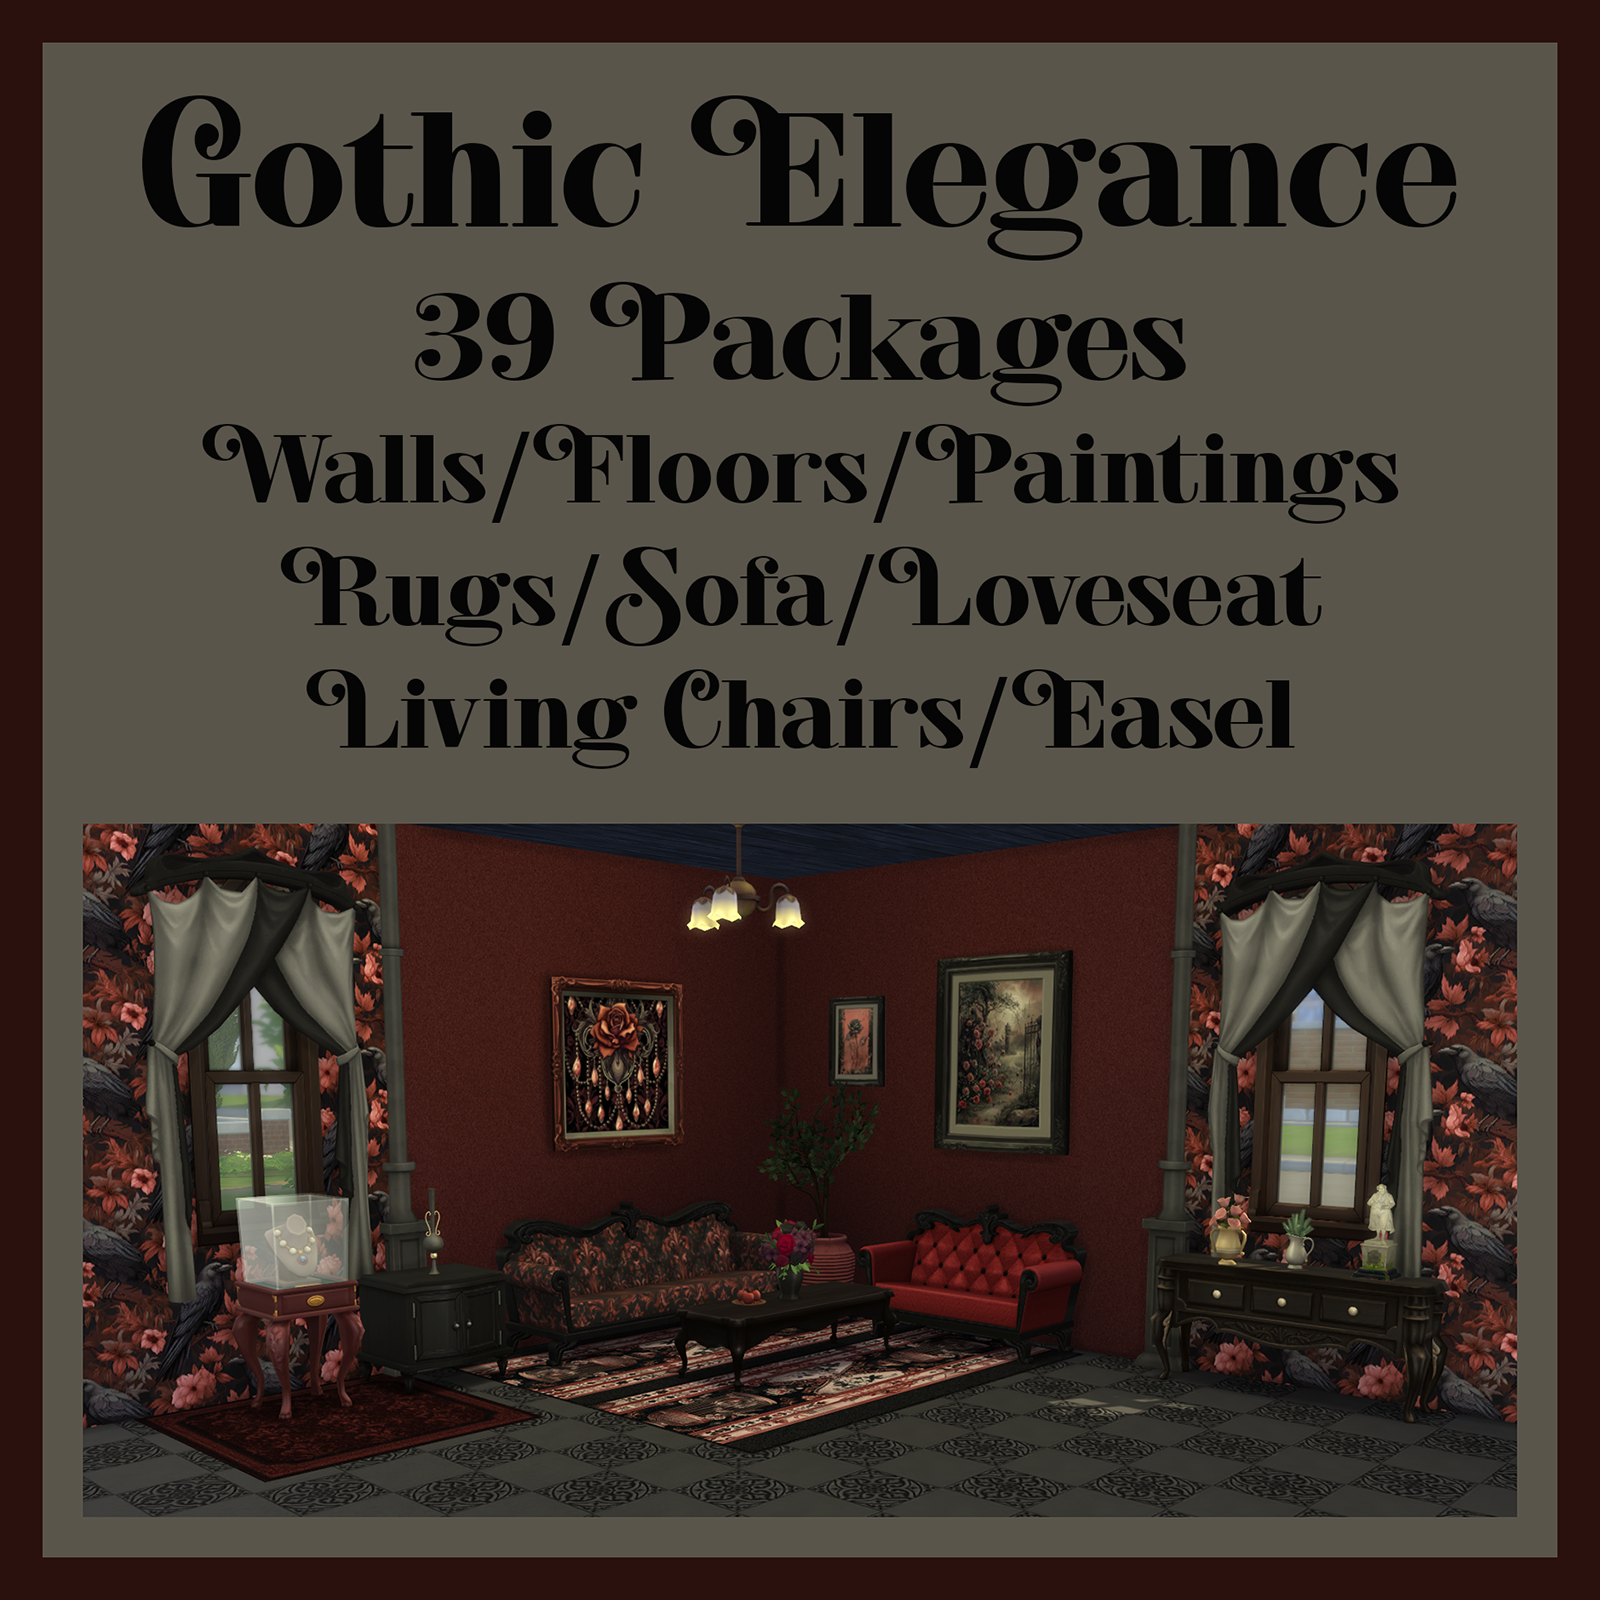 Gothic Elegance
39 Packages
Walls/Floors/Paintings
Rugs/Sofa/Loveseat
Living Chairs/Easel